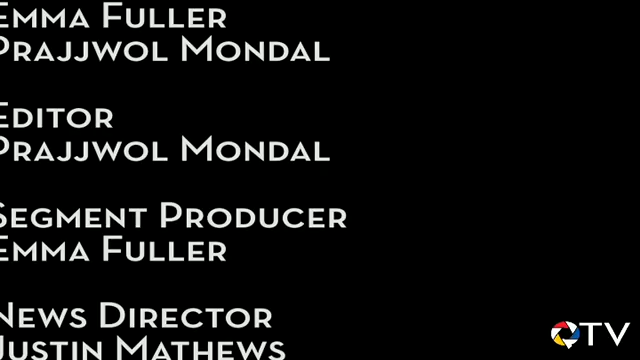 Emma Fuller
Prajjwol Mondal
Editor
Prajjwol Mondal
Segment Producer
Emma Fuller
News Director
Justin Mathews
TV